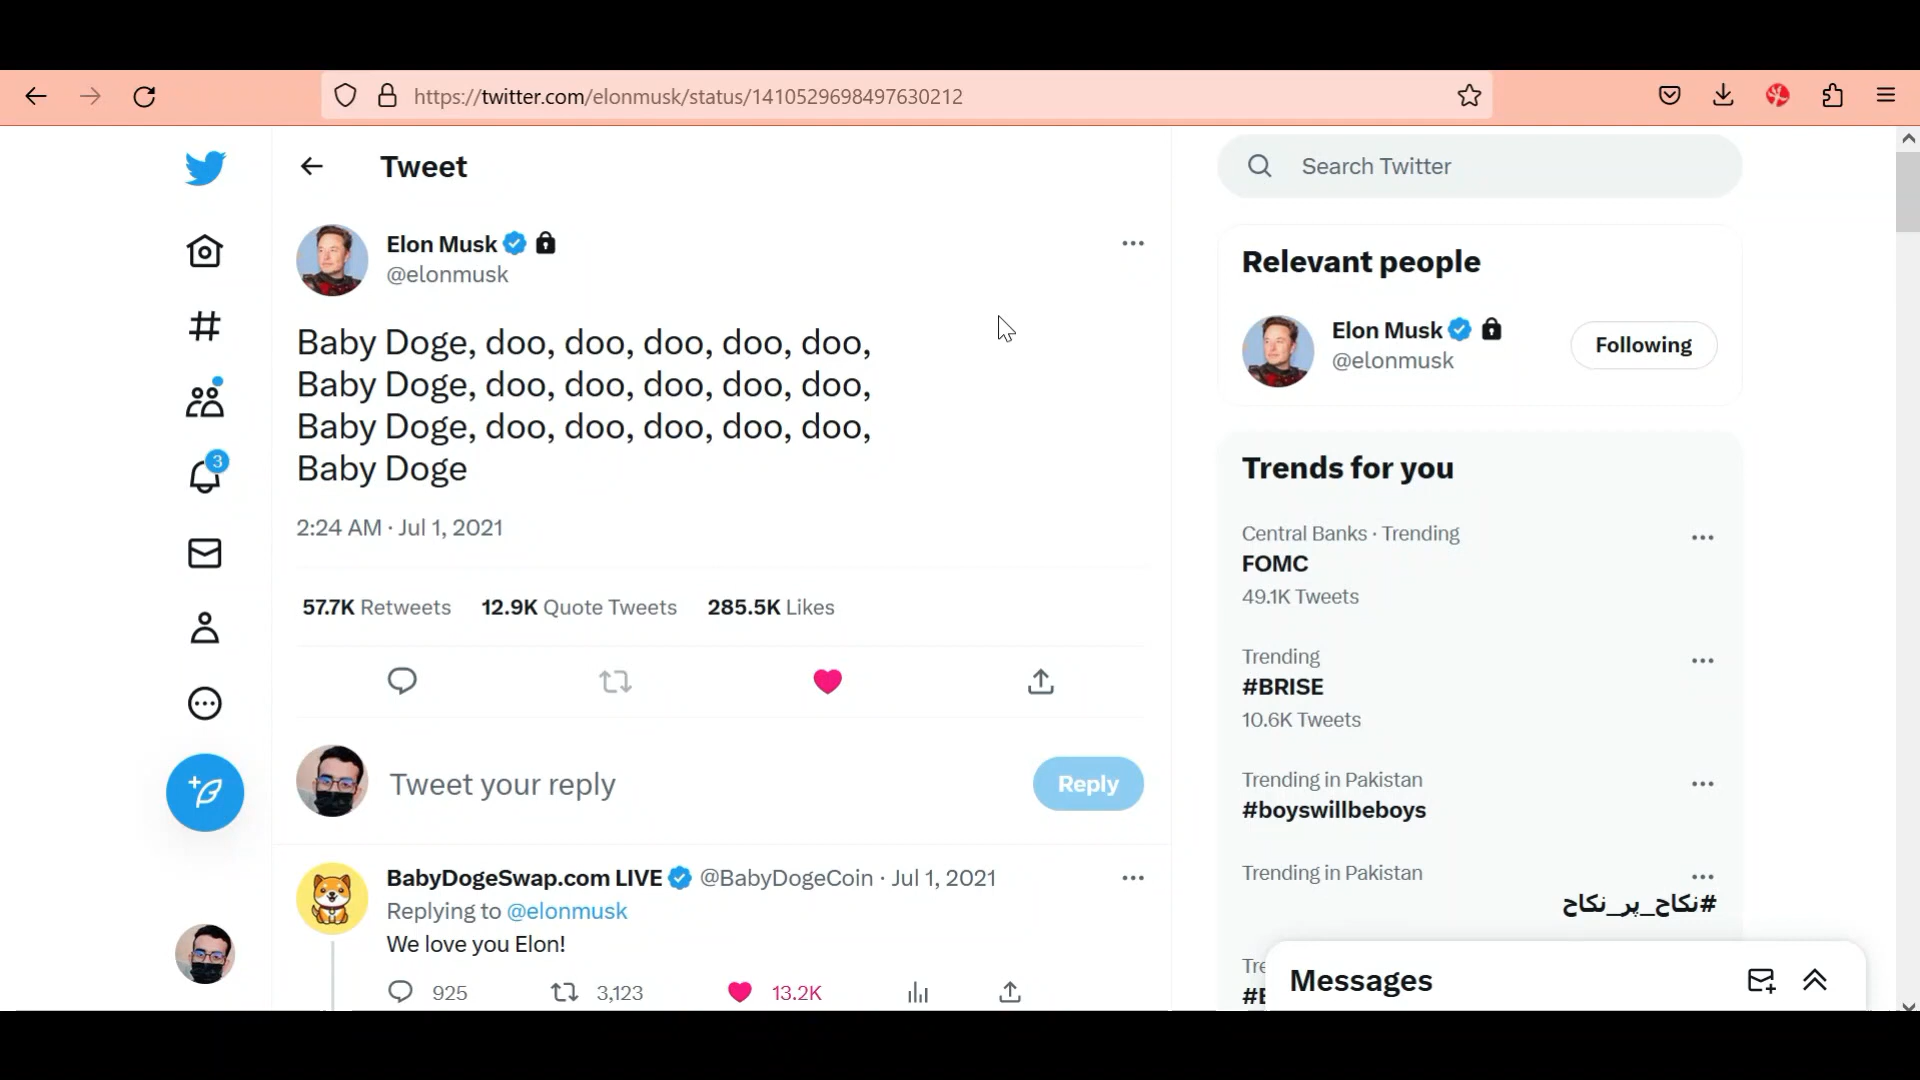 https://twitter.com/elonmusk/status/1410529698497630212
Tweet
Elon Musk
@elonmusk
Baby Doge, doo, doo, doo, doo, doo,
Baby Doge, doo, doo, doo, doo, doo,
Baby Doge, doo, doo, doo, doo, doo,
Baby Doge
2:24 AM · Jul 1, 2021
57.7K Retweets 12.9K Quote Tweets 285.5K Likes
Tweet your reply
Reply
BabyDogeSwap.com LIVE @BabyDogeCoin · Jul 1, 2021
Replying to @elonmusk
We love you Elon!
925 3,123 13.2K
3
Search Twitter
Relevant people
Elon Musk
@elonmusk
Following
Trends for you
Central Banks · Trending
FOMC
49.1K Tweets
Trending
#BRISE
10.6K Tweets
Trending in Pakistan
#boyswillbeboys
Trending in Pakistan
#نکاح_پر_نکاح
Messages